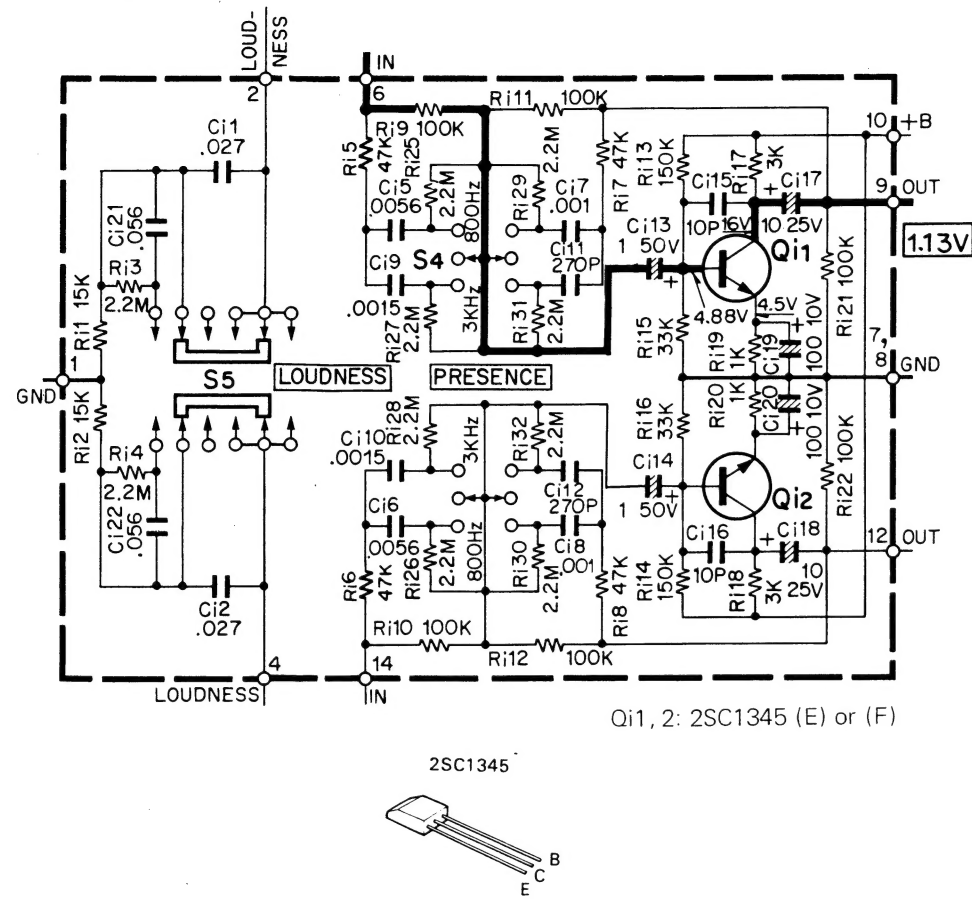 LOUD-
NESS
IN
2
6
Ri11
100K
10
+B
Ci1
.027
Ri9
100K
Ri5
47K
Ri25
2.2M
2.2M
Ri7
47K
Ri13
150K
Ri17
3K
Ci15
10P
Ci17
10 25V
9
OUT
1.13V
Ci21
.056
Ci5
.0056
800Hz
Ri29
Ci7
.001
16V
Ci13
1 50V
Qi1
Ri3
2.2M
Ci9
.0015
S4
Ci11
270P
4.88V
4.5V
Ri1
15K
Ri27
2.2M
3KHz
Ri31
2.2M
Ri15
33K
Ri19
1K
Ci19
100 10V
Ri21
100K
7,
8
GND
1
GND
S5
LOUDNESS
PRESENCE
Ri2
15K
Ri28
2.2M
3KHz
Ri32
2.2M
Ri16
33K
Ri20
1K
Ci20
100 10V
Ri22
100K
Ci10
.0015
Ri4
2.2M
Ci14
1 50V
Ci12
270P
Qi2
Ci22
.056
Ci6
.0056
Ri26
2.2M
800Hz
Ri30
2.2M
Ci8
.001
Ci16
10P
Ci18
10
25V
12
OUT
Ri6
47K
Ri8
47K
Ri14
150K
Ri18
3K
Ci2
.027
Ri10
100K
Ri12
100K
4
14
LOUDNESS
IN
Qi1, 2: 2SC1345 (E) or (F)
2SC1345
B
C
E